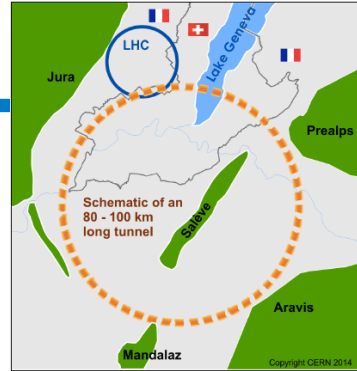 LHC
Lake Geneva
Jura
Prealps
Schematic of an
80 - 100 km
long tunnel
Salève
Aravis
Mandalaz
Copyright CERN 2014